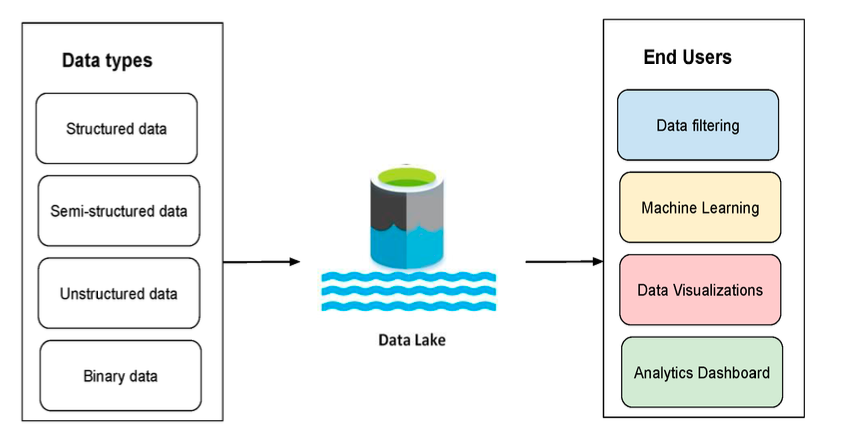 Data types
Structured data
Semi-structured data
Unstructured data
Binary data
Data Lake
End Users
Data filtering
Machine Learning
Data Visualizations
Analytics Dashboard